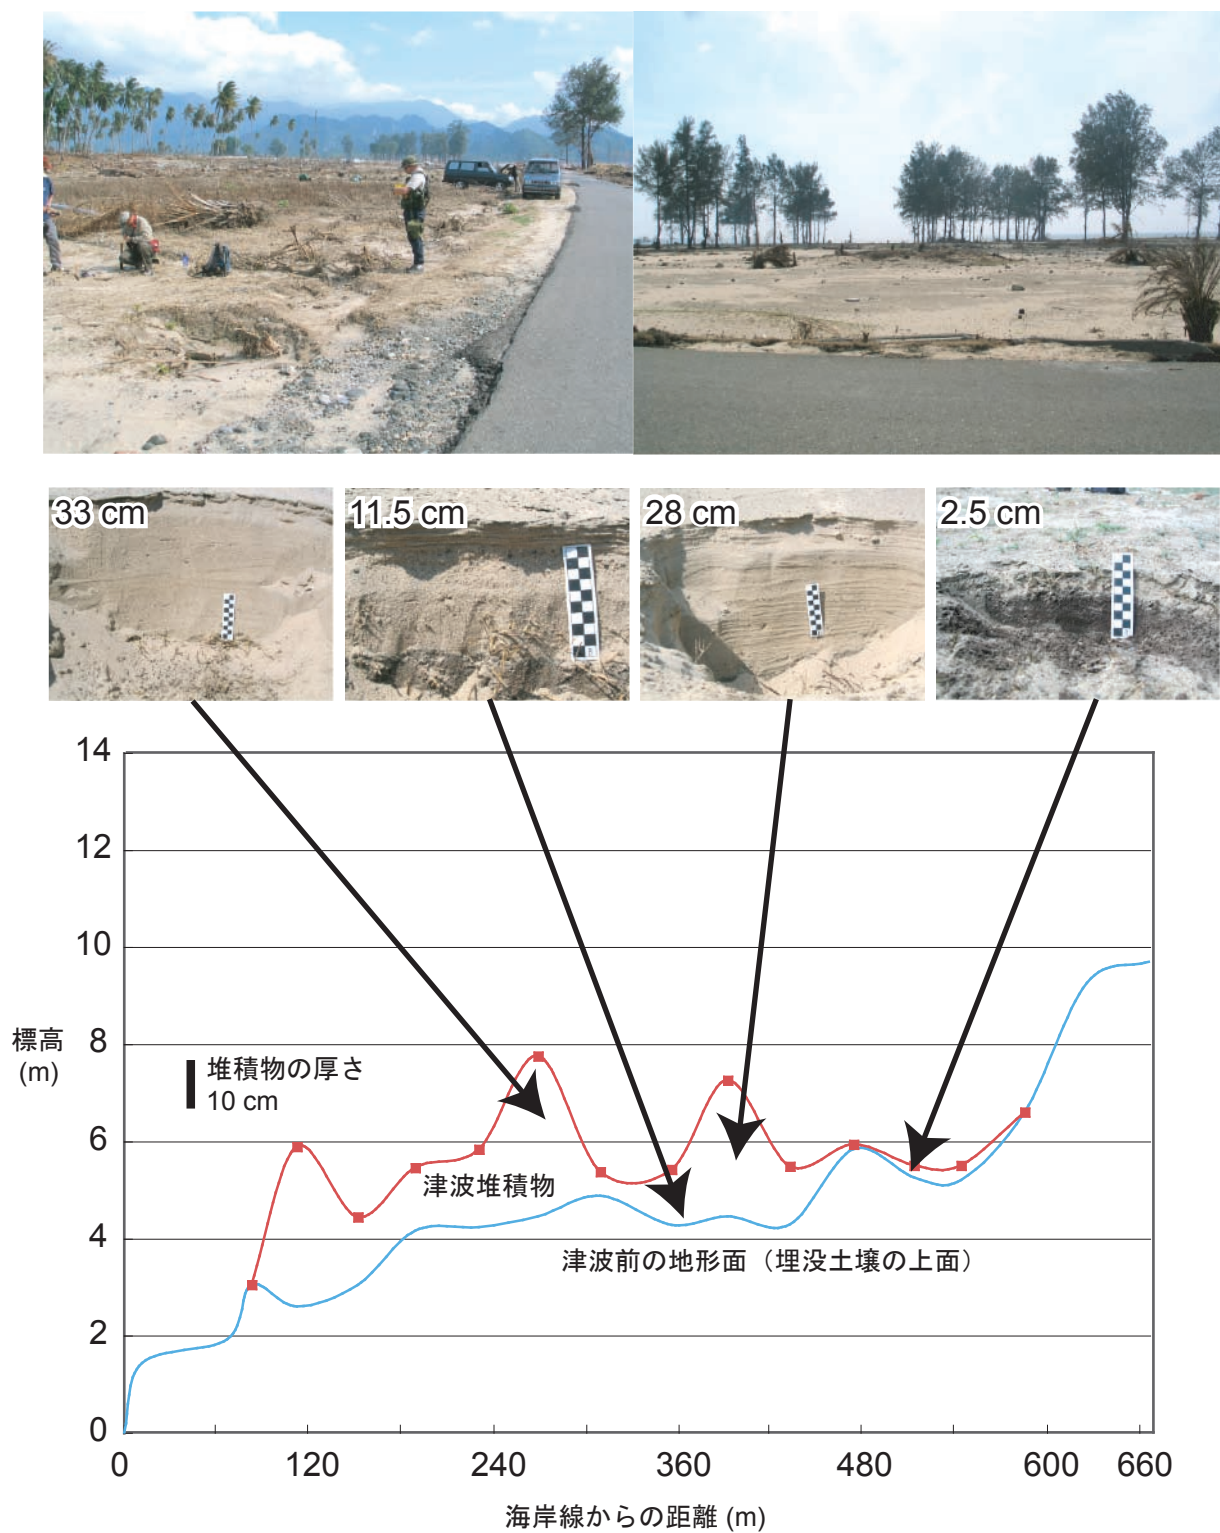 33 cm
11.5 cm
28 cm
2.5 cm
14
12
10
8
6
4
2
0
標高
(m)
堆積物の厚さ
10 cm
津波堆積物
津波前の地形面（埋没土壌の上面）
0 120 240 360 480 600 660
海岸線からの距離 (m)